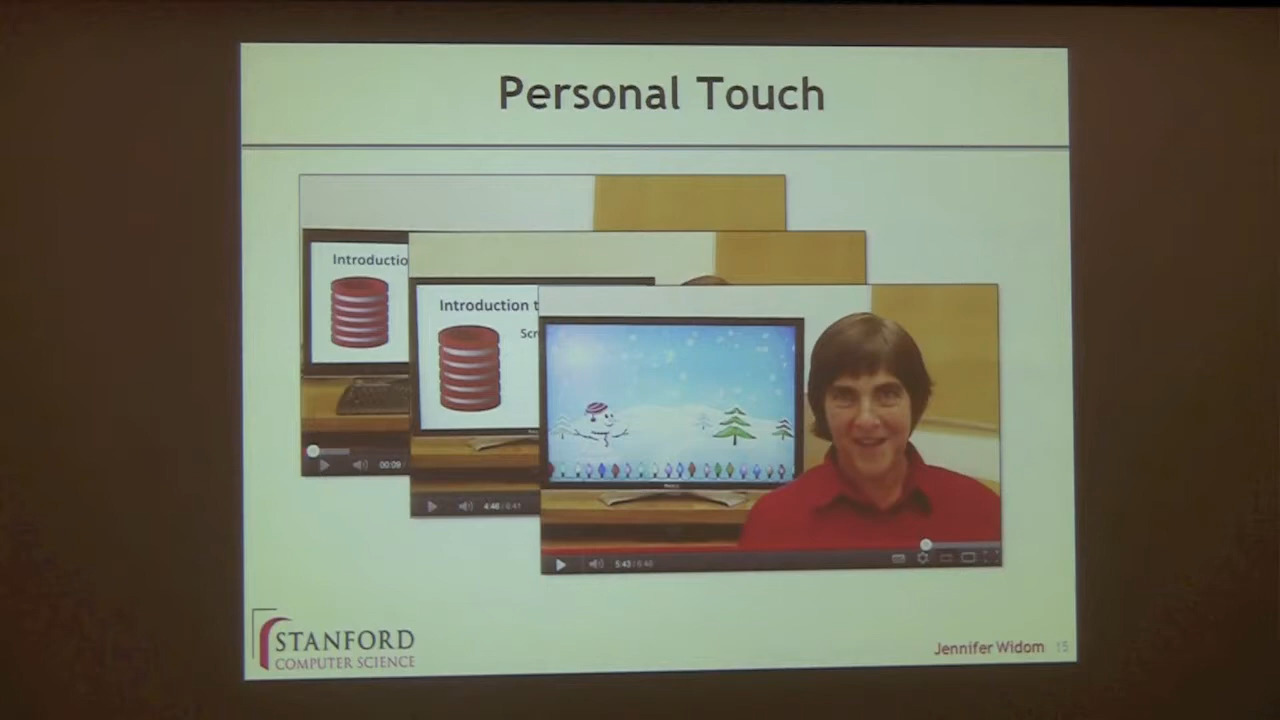 Personal Touch
Introductio
Introduction t
Scr
00:09
4:46 / 6:41
5:43 / 6:46
STANFORD
COMPUTER SCIENCE
Jennifer Widom 15